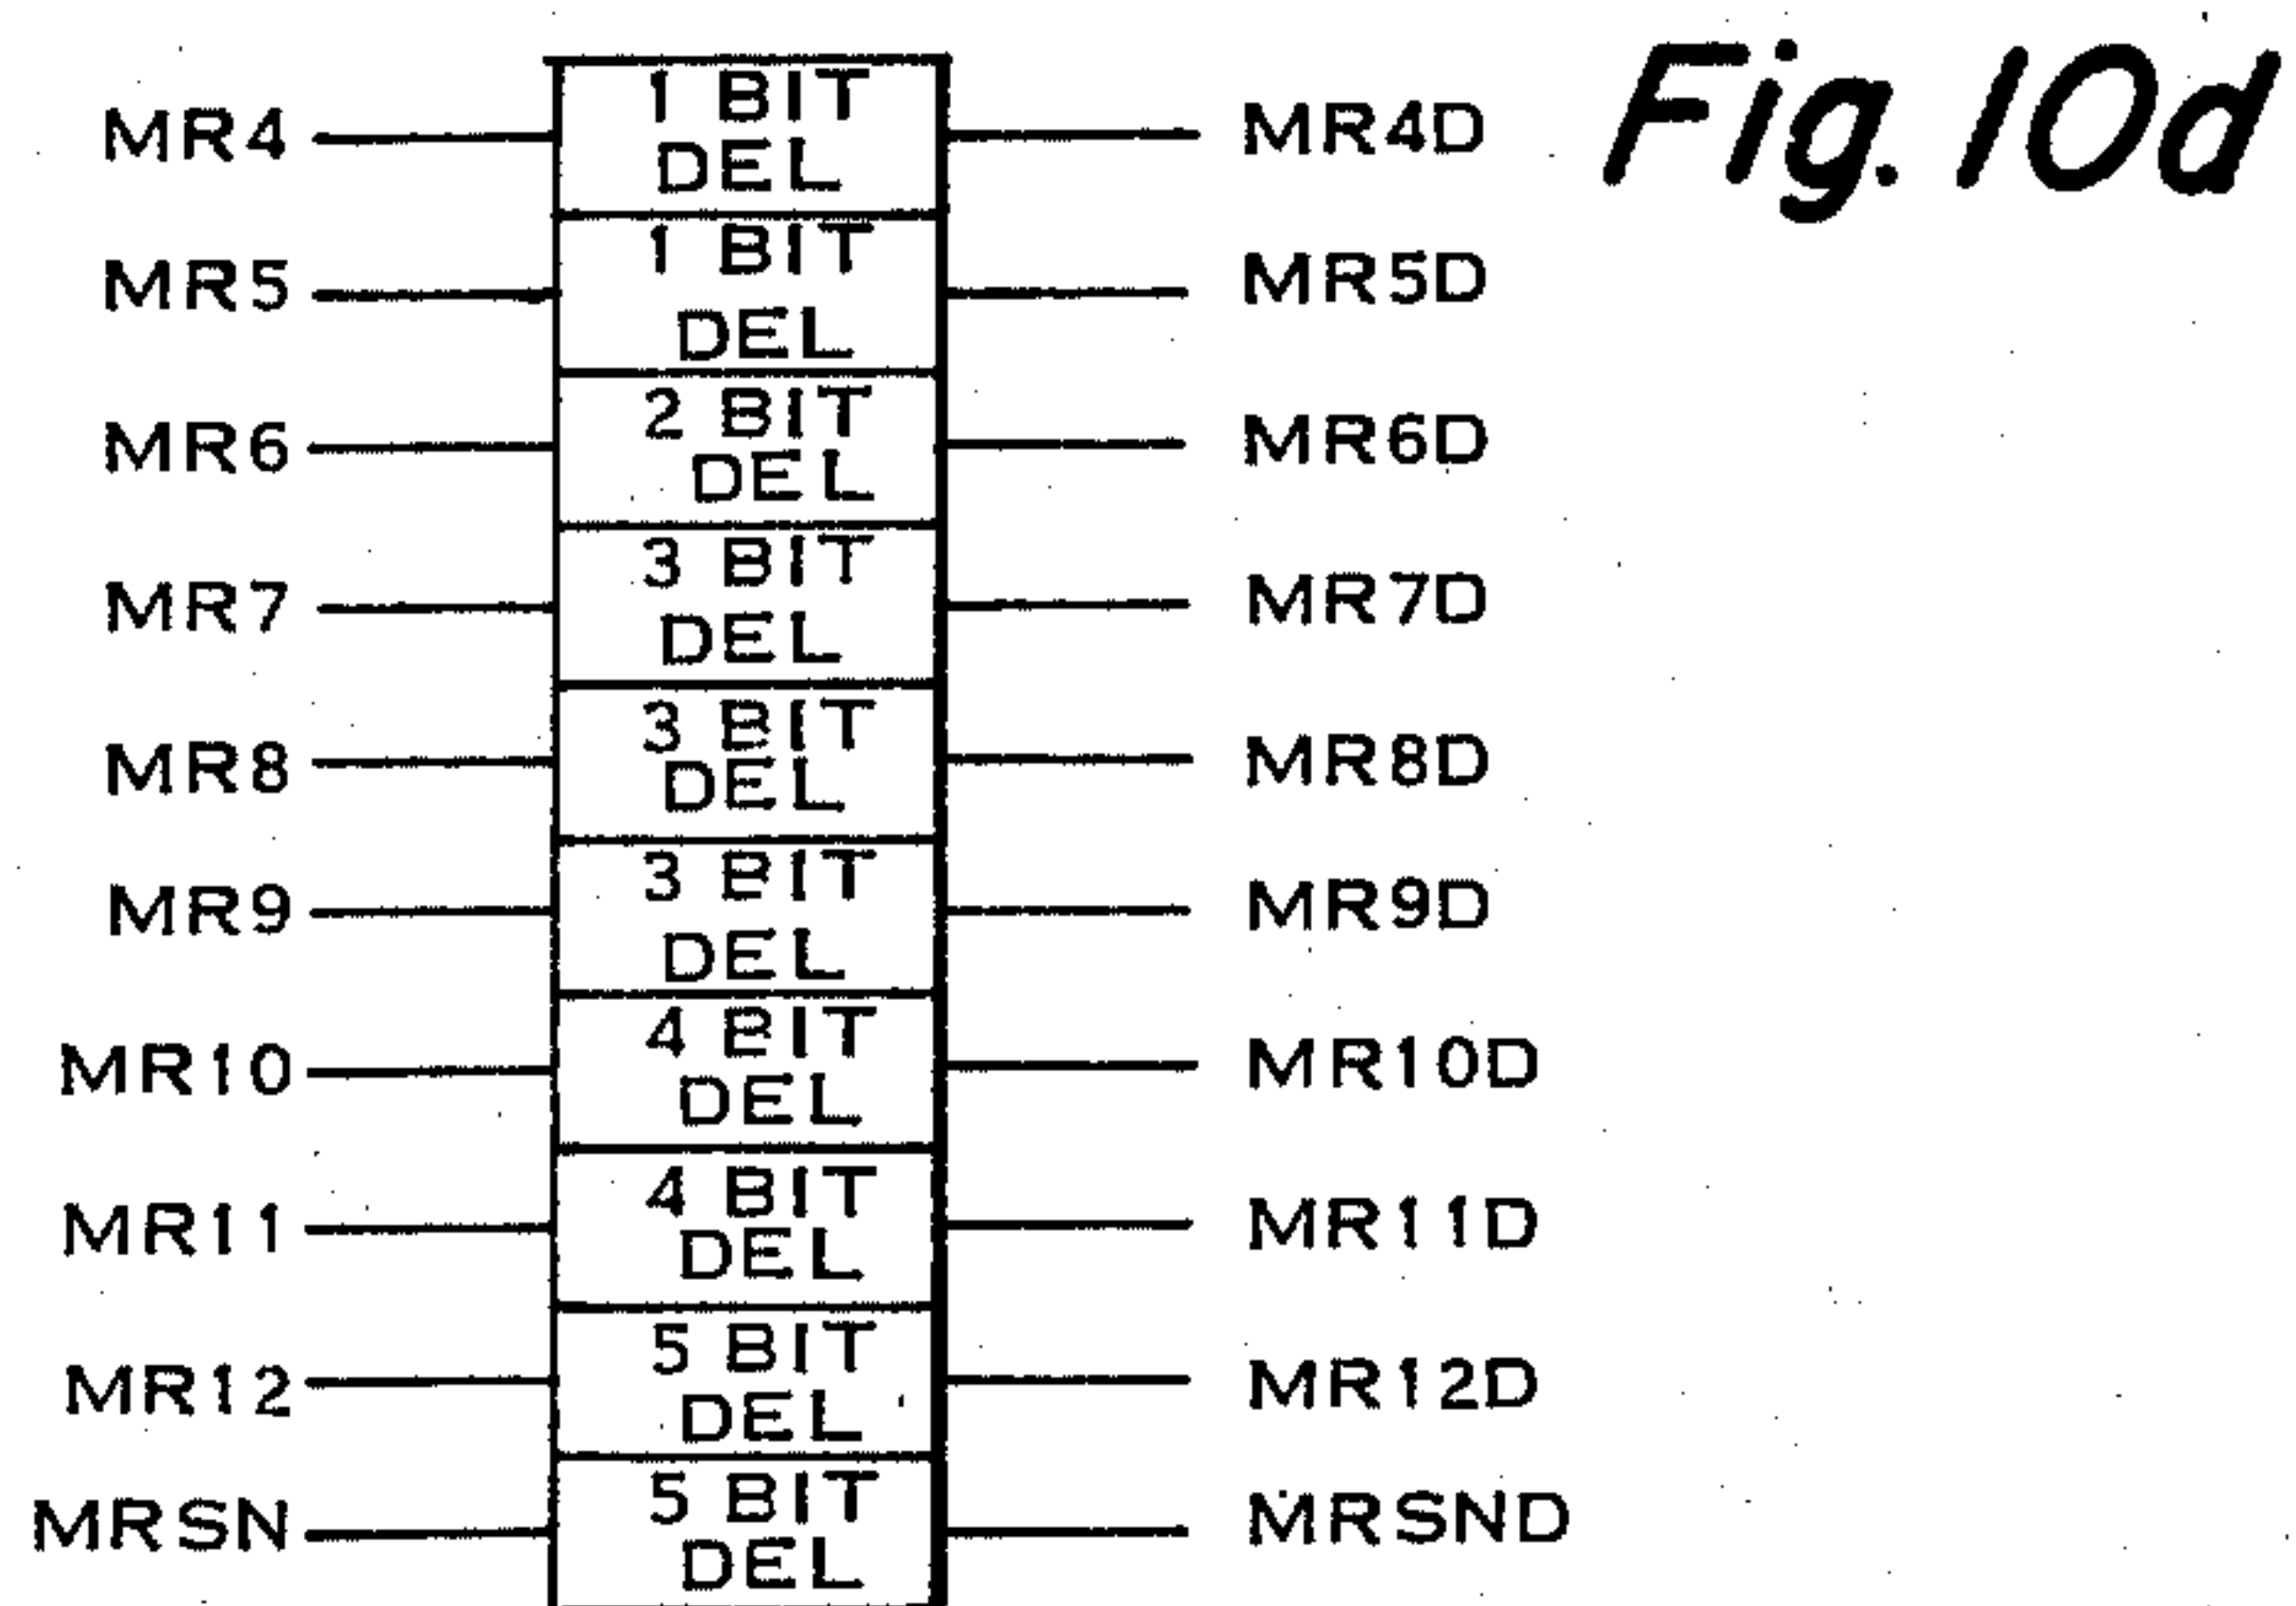 Fig. 10d
MR4 1 BIT DEL MR4D
MR5 1 BIT DEL MR5D
MR6 2 BIT DEL MR6D
MR7 3 BIT DEL MR7D
MR8 3 BIT DEL MR8D
MR9 3 BIT DEL MR9D
MR10 4 BIT DEL MR10D
MR11 4 BIT DEL MR11D
MR12 5 BIT DEL MR12D
MRSN 5 BIT DEL MRSND